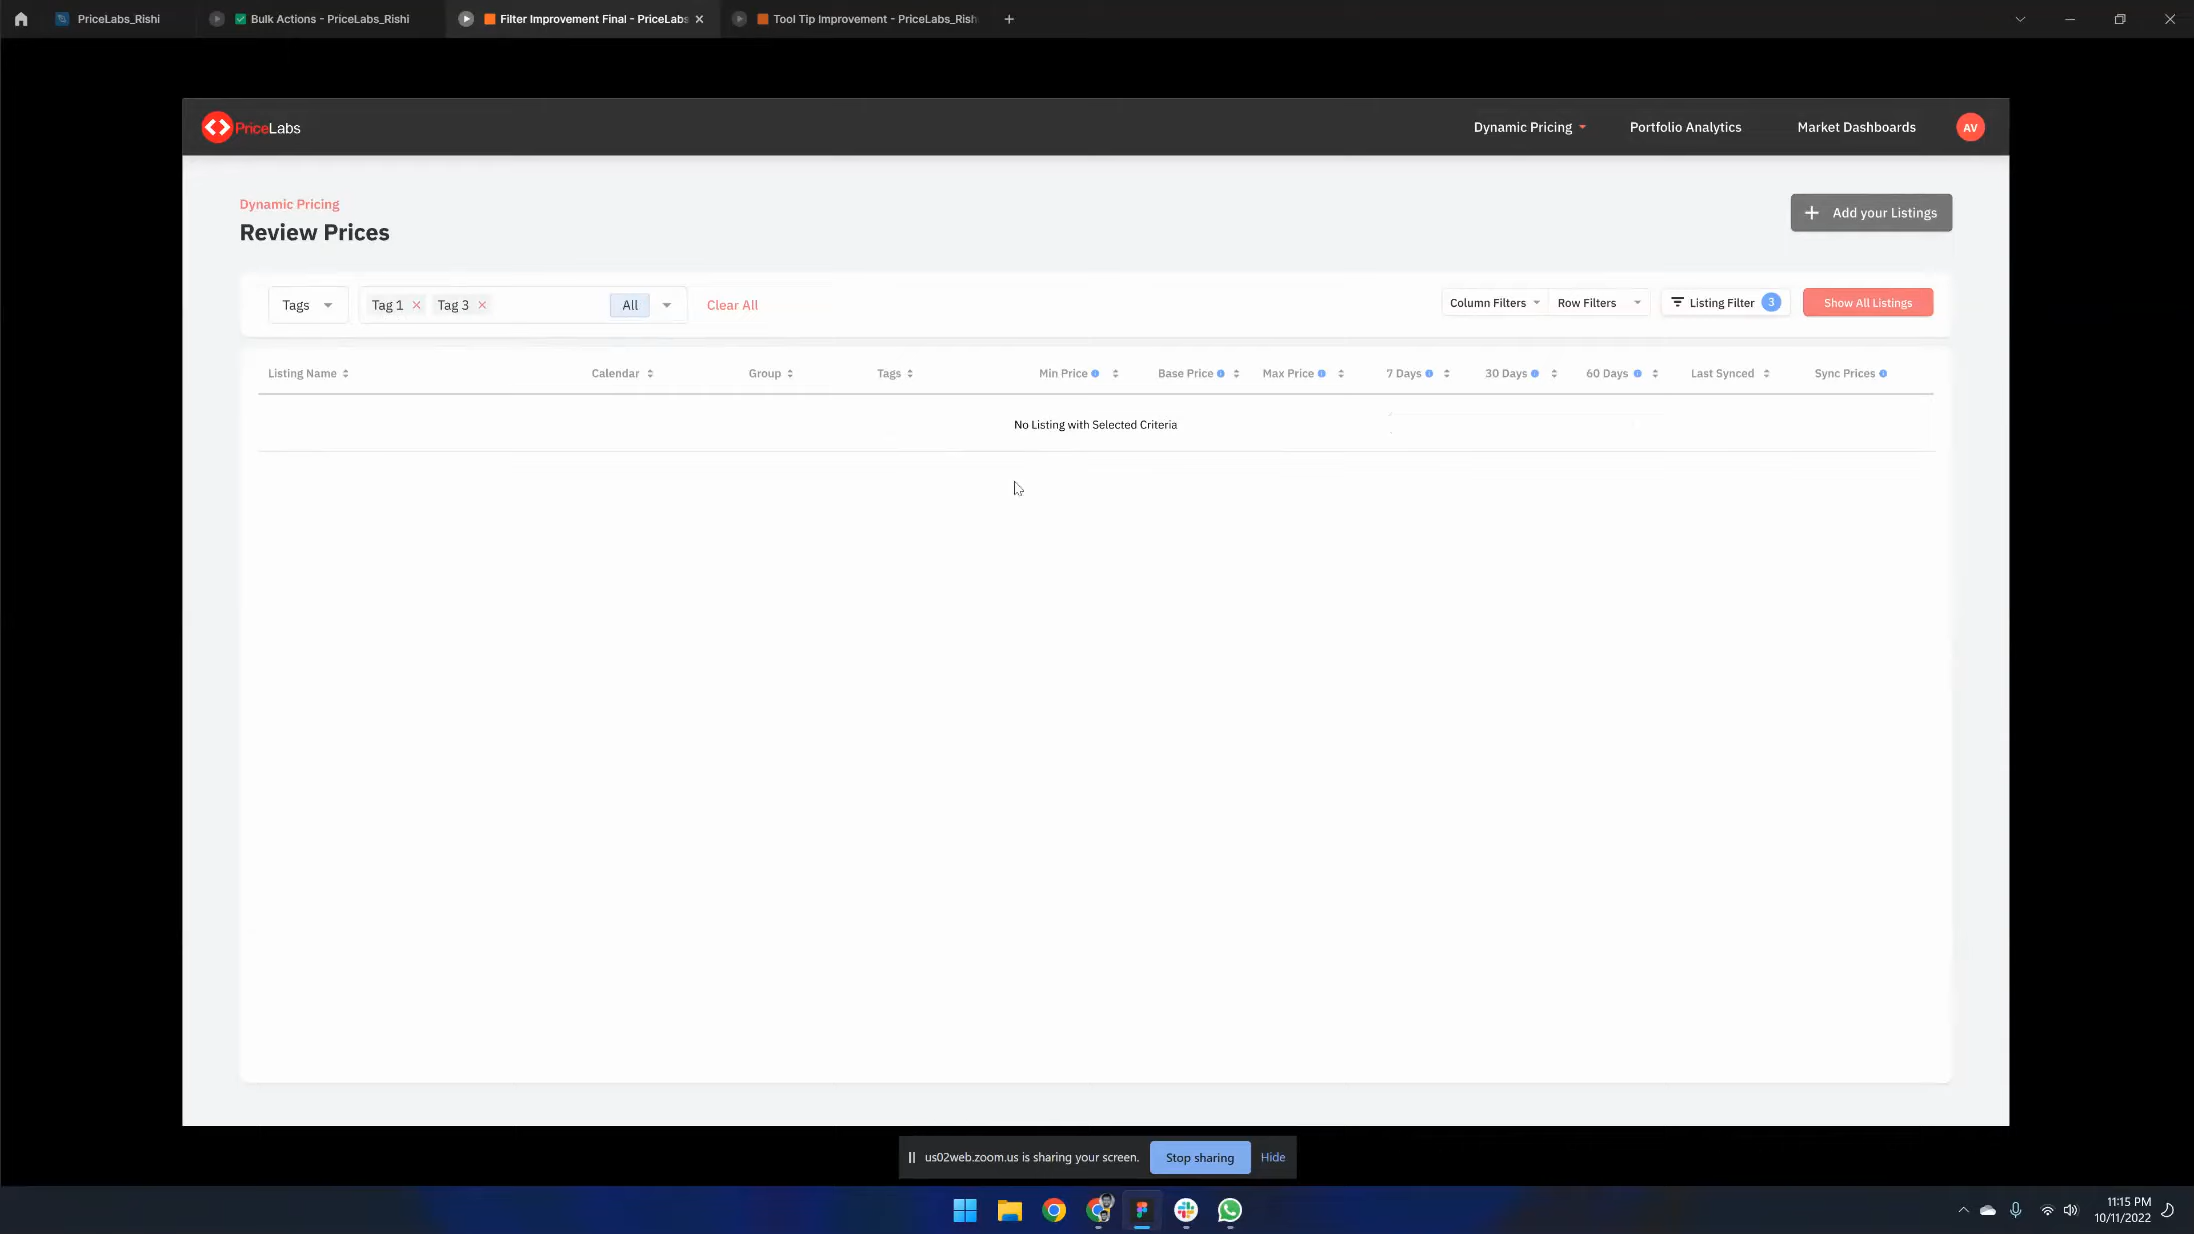 PriceLabs_Rishi
Bulk Actions - PriceLabs_Rishi
Filter Improvement Final - PriceLabs
Tool Tip Improvement - PriceLabs_Rish
PriceLabs
Dynamic Pricing
Portfolio Analytics
Market Dashboards
AV
Dynamic Pricing
Review Prices
Add your Listings
Tags
Tag 1
Tag 3
All
Clear All
Column Filters
Row Filters
Listing Filter 3
Show All Listings
Listing Name
Calendar
Group
Tags
Min Price
Base Price
Max Price
7 Days
30 Days
60 Days
Last Synced
Sync Prices
No Listing with Selected Criteria
us02web.zoom.us is sharing your screen.
Stop sharing
Hide
11:15 PM
10/11/2022